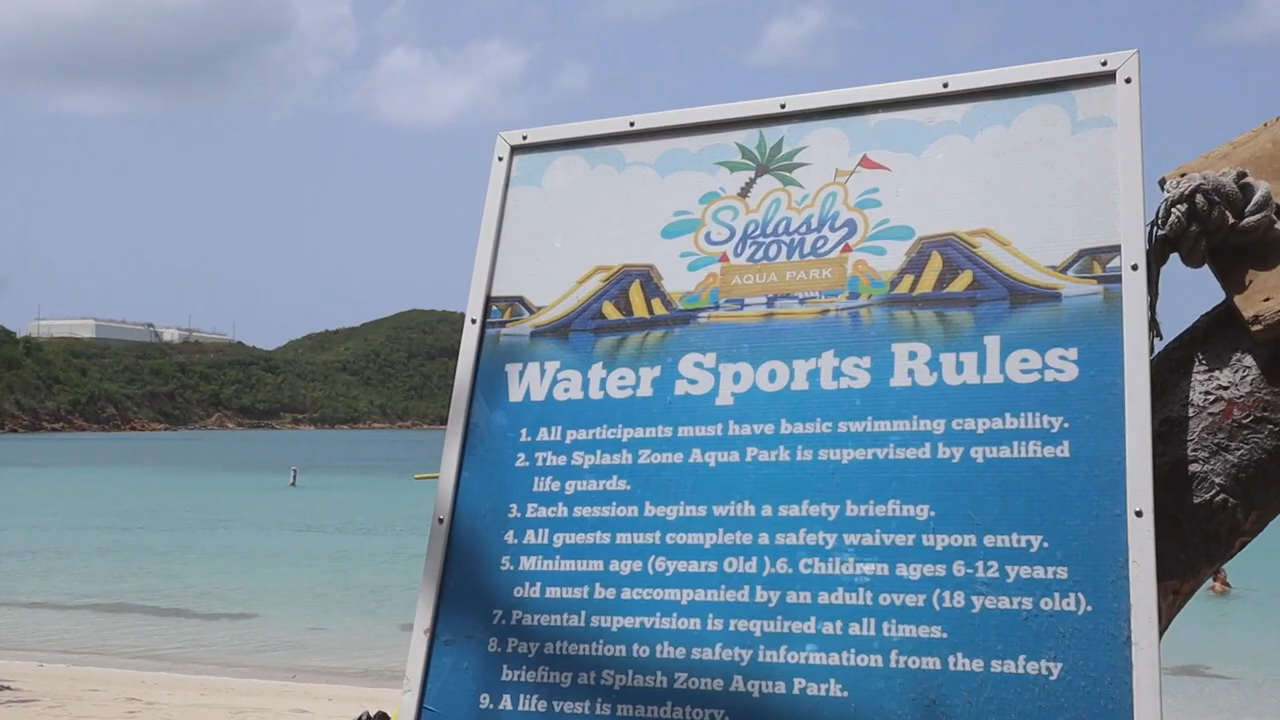 Splash
zone
AQUA PARK
Water Sports Rules
1. All participants must have basic swimming capability.
2. The Splash Zone Aqua Park is supervised by qualified
life guards.
3. Each session begins with a safety briefing.
4. All guests must complete a safety waiver upon entry.
5. Minimum age (6years Old ).6. Children ages 6-12 years
old must be accompanied by an adult over (18 years old).
7. Parental supervision is required at all times.
8. Pay attention to the safety information from the safety
briefing at Splash Zone Aqua Park.
9. A life vest is mandatory.